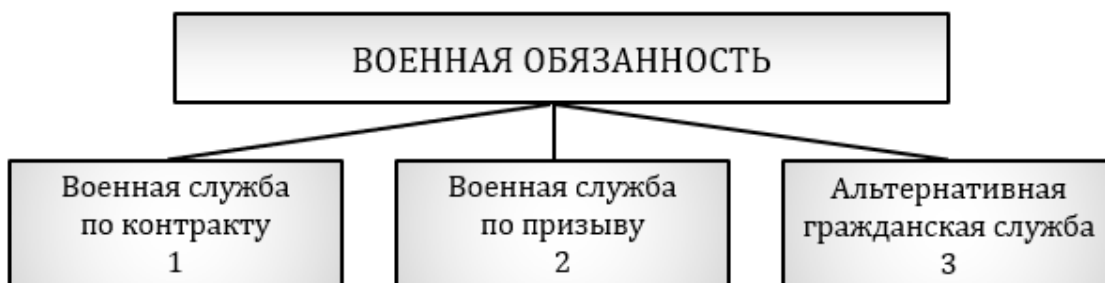 ВОЕННАЯ ОБЯЗАННОСТЬ
Военная служба
по контракту
1
Военная служба
по призыву
2
Альтернативная
гражданская служба
3